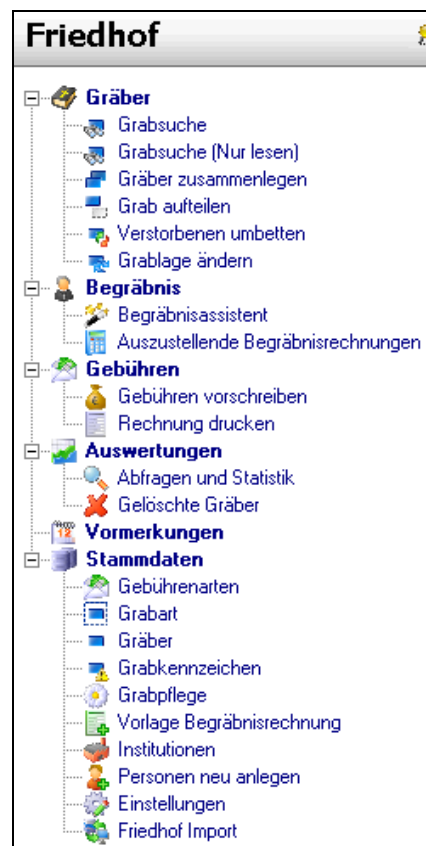 Friedhof
Gräber
Grabsuche
Grabsuche (Nur lesen)
Gräber zusammenlegen
Grab aufteilen
Verstorbenen umbetten
Grablage ändern
Begräbnis
Begräbnisassistent
Auszustellende Begräbnisrechnungen
Gebühren
Gebühren vorschreiben
Rechnung drucken
Auswertungen
Abfragen und Statistik
Gelöschte Gräber
12 Vormerkungen
Stammdaten
Gebührenarten
Grabart
Gräber
Grabkennzeichen
Grabpflege
Vorlage Begräbnisrechnung
Institutionen
Personen neu anlegen
Einstellungen
Friedhof Import